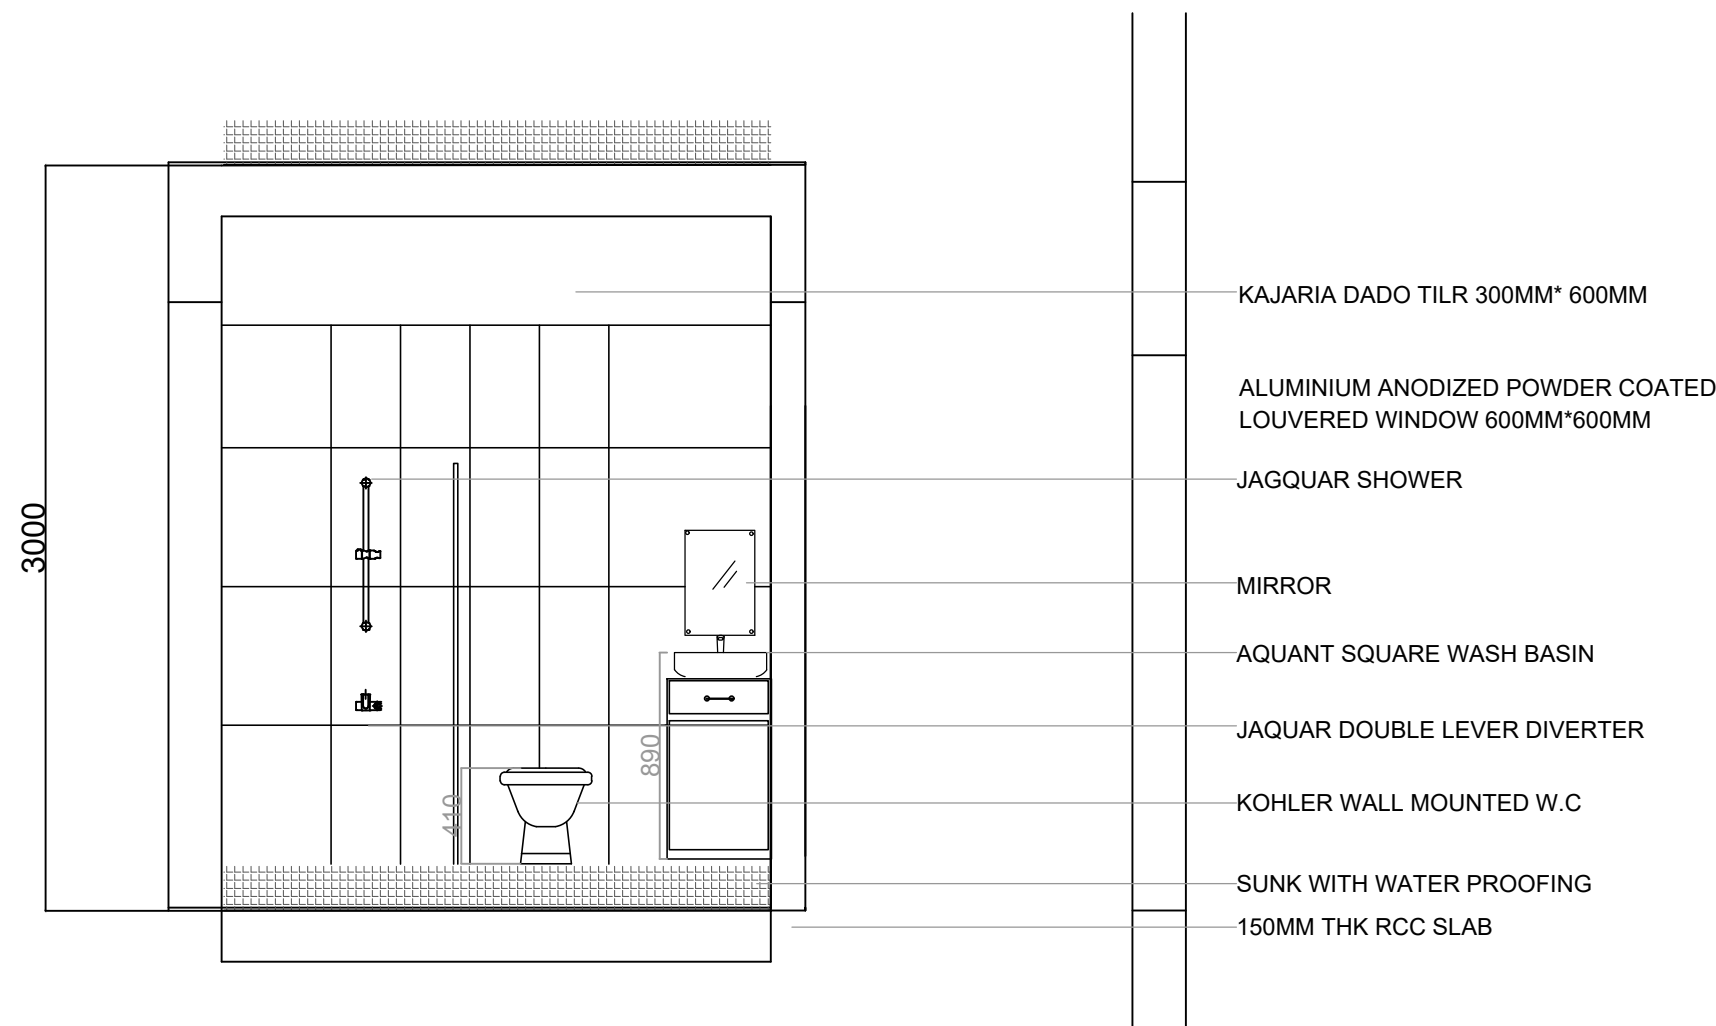 KAJARIA DADO TILR 300MM* 600MM
ALUMINIUM ANODIZED POWDER COATED
LOUVERED WINDOW 600MM*600MM
JAGQUAR SHOWER
3000
MIRROR
AQUANT SQUARE WASH BASIN
JAQUAR DOUBLE LEVER DIVERTER
890
410
KOHLER WALL MOUNTED W.C
SUNK WITH WATER PROOFING
150MM THK RCC SLAB